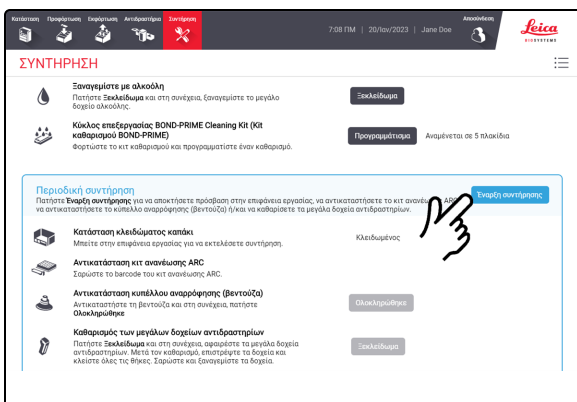 Κατάσταση Προφόρτωση Εκφόρτωση Αντιδραστήριο Συντήρηση
7:08 ΠΜ | 20/Ιαν/2023 | Jane Doe
Αποσύνδεση
Leica
BIOSYSTEMS
ΣΥΝΤΗΡΗΣΗ
Ξαναγεμίστε με αλκοόλη
Πατήστε Ξεκλείδωμα και στη συνέχεια, ξαναγεμίστε το μεγάλο
δοχείο αλκοόλης.
Ξεκλείδωμα
Κύκλος επεξεργασίας BOND-PRIME Cleaning Kit (Kit
καθαρισμού BOND-PRIME)
Φορτώστε το κιτ καθαρισμού και προγραμματίστε έναν καθαρισμό.
Προγραμμάτισμα Αναμένεται σε 5 πλακίδια
Περιοδική συντήρηση
Πατήστε Έναρξη συντήρησης για να αποκτήσετε πρόσβαση στην επιφάνεια εργασίας, να αντικαταστήσετε το κιτ ανανέωσης ARC
να αντικαταστήσετε το κύπελλο αναρρόφησης (βεντούζα) ή/και να καθαρίσετε τα μεγάλα δοχεία αντιδραστηρίων.
Έναρξη συντήρησης
Κατάσταση κλειδώματος καπάκι
Μπείτε στην επιφάνεια εργασίας για να εκτελέσετε συντήρηση.
Κλειδωμένος
Αντικατάσταση κιτ ανανέωσης ARC
Σαρώστε το barcode του κιτ ανανέωσης ARC.
Αντικατάσταση κυπέλλου αναρρόφησης (βεντούζα)
Αντικαταστήστε τη βεντούζα και στη συνέχεια, πατήστε
Ολοκληρώθηκε
Ολοκληρώθηκε
Καθαρισμός των μεγάλων δοχείων αντιδραστηρίων
Πατήστε Ξεκλείδωμα και στη συνέχεια, αφαιρέστε τα μεγάλα δοχεία
αντιδραστηρίων. Μετά τον καθαρισμό, επιστρέψτε τα δοχεία και
κλείστε όλες τις θήκες. Σαρώστε και ξαναγεμίστε τα δοχεία.
Ξεκλείδωμα